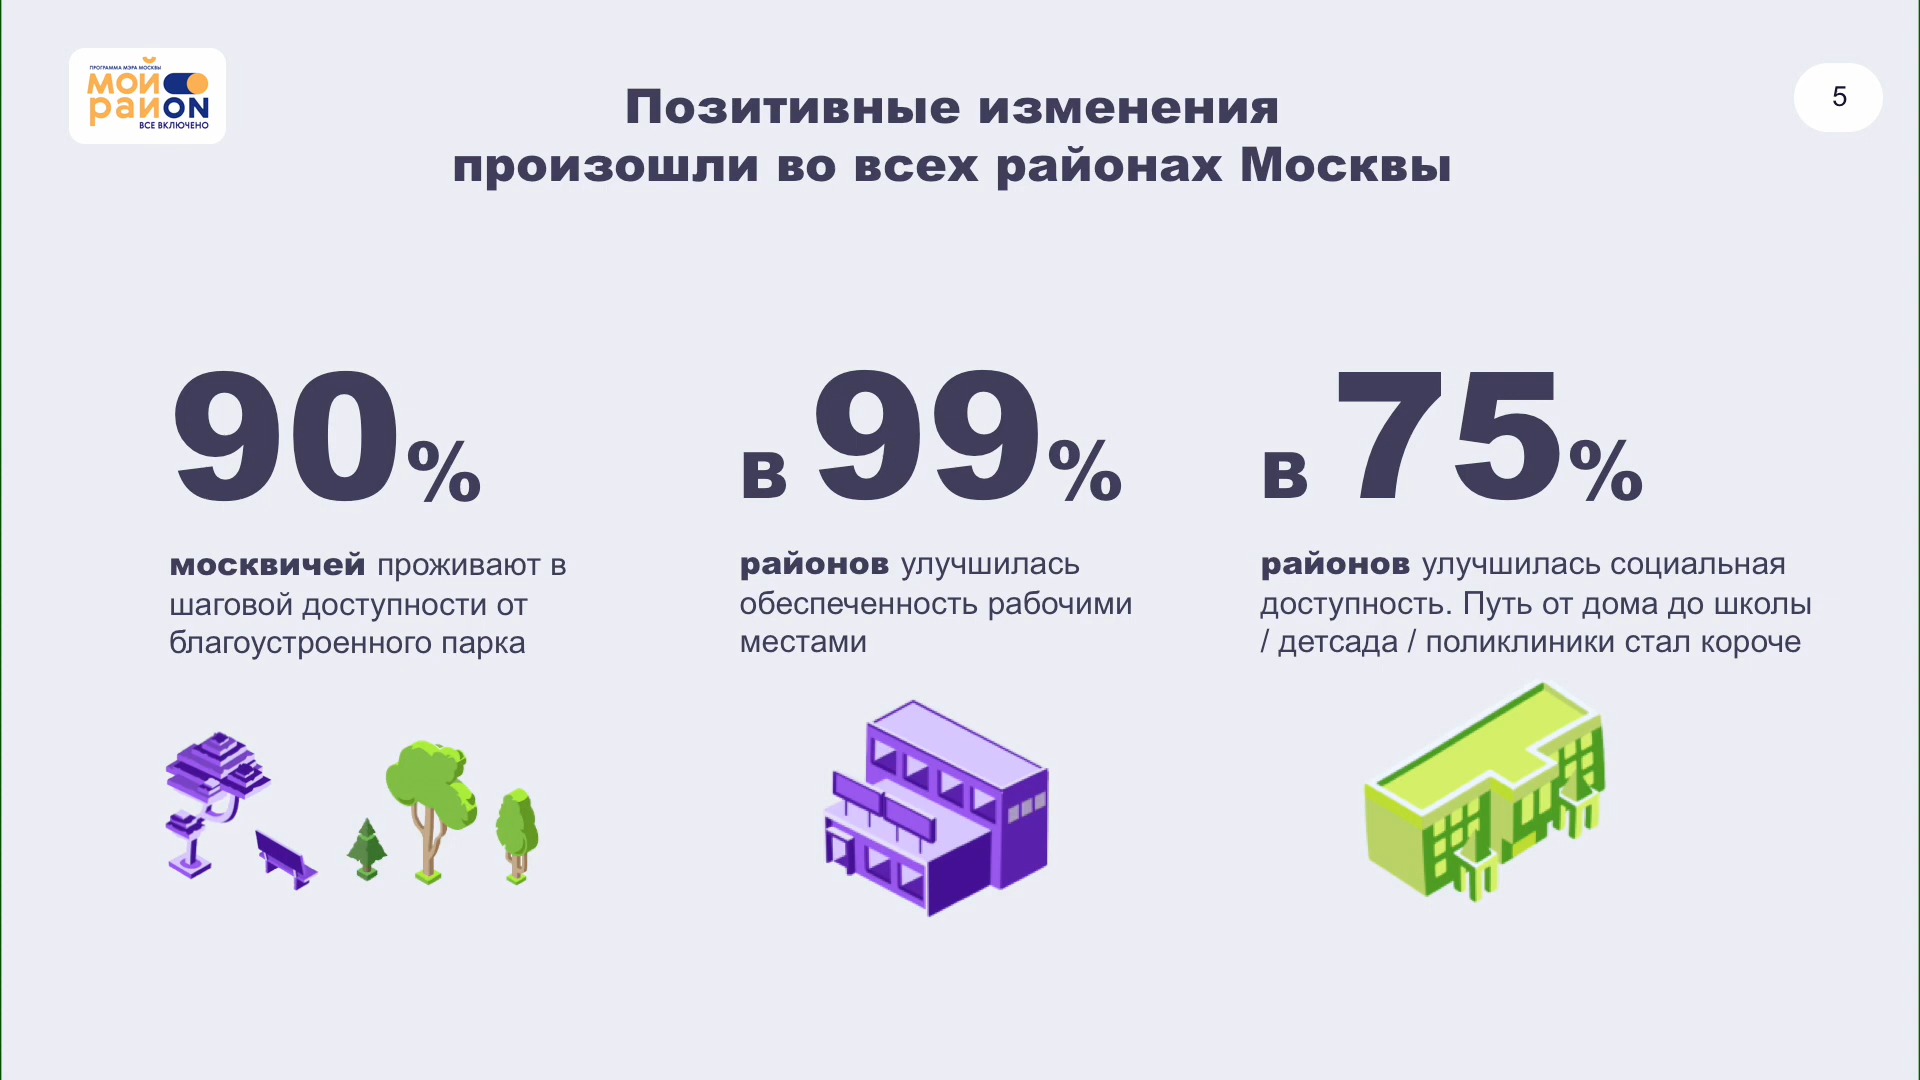 ПРОГРАММА МЭРА МОСКВЫ
МОЙ
РАЙON
ВСЕ ВКЛЮЧЕНО
5
Позитивные изменения
произошли во всех районах Москвы
90%
москвичей проживают в
шаговой доступности от
благоустроенного парка
в 99%
районов улучшилась
обеспеченность рабочими
местами
в 75%
районов улучшилась социальная
доступность. Путь от дома до школы
/ детсада / поликлиники стал короче